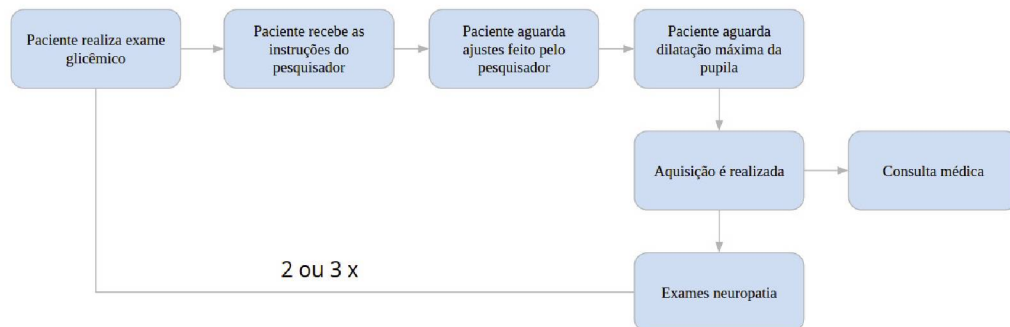 Paciente realiza exame
glicêmico
Paciente recebe as
instruções do
pesquisador
Paciente aguarda
ajustes feito pelo
pesquisador
Paciente aguarda
dilatação máxima da
pupila
Aquisição é realizada
Consulta médica
2 ou 3 x
Exames neuropatia